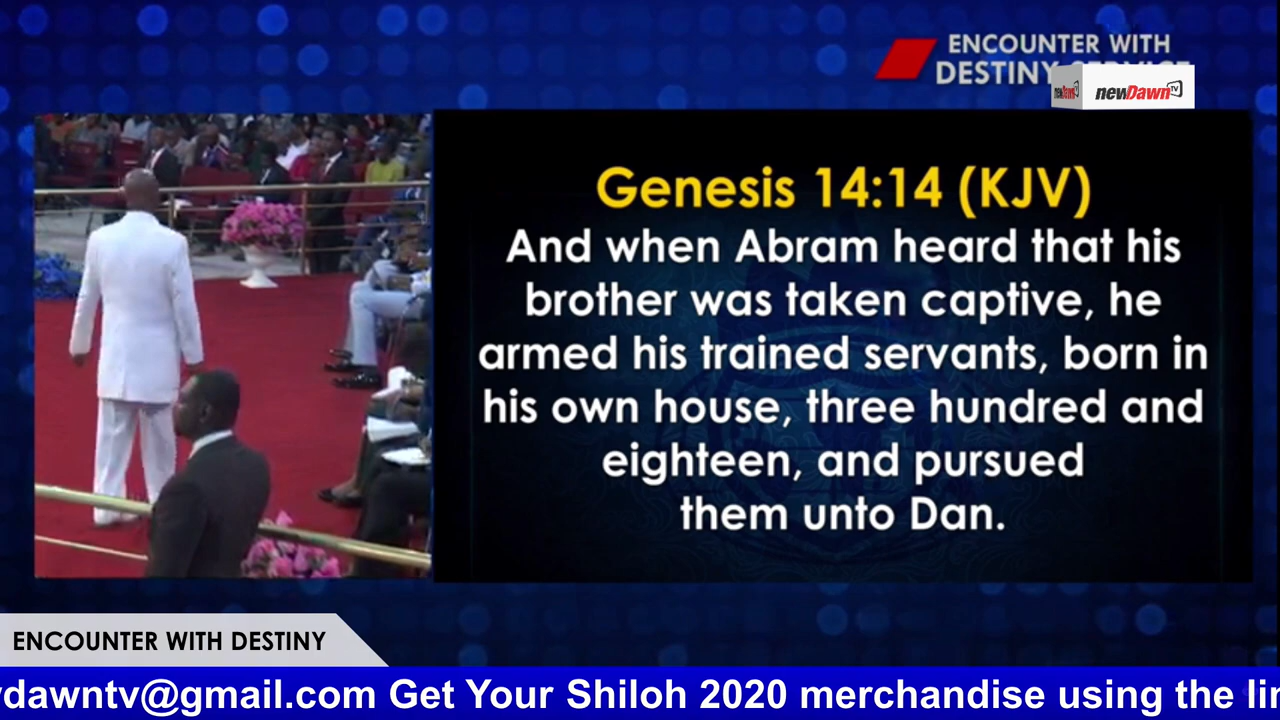 ENCOUNTER WITH
DESTINY SERVICE
newDawn TV
Genesis 14:14 (KJV)
And when Abram heard that his
brother was taken captive, he
armed his trained servants, born in
his own house, three hundred and
eighteen, and pursued
them unto Dan.
ENCOUNTER WITH DESTINY
dawntv@gmail.com Get Your Shiloh 2020 merchandise using the